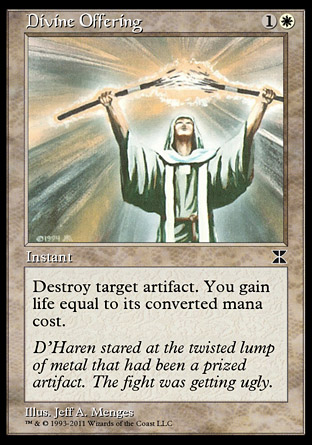 Divine Offering 1
©1994 JM
Instant
Destroy target artifact. You gain
life equal to its converted mana
cost.
D'Haren stared at the twisted lump
of metal that had been a prized
artifact. The fight was getting ugly.
Illus. Jeff A. Menges
™ & © 1993-2011 Wizards of the Coast LLC